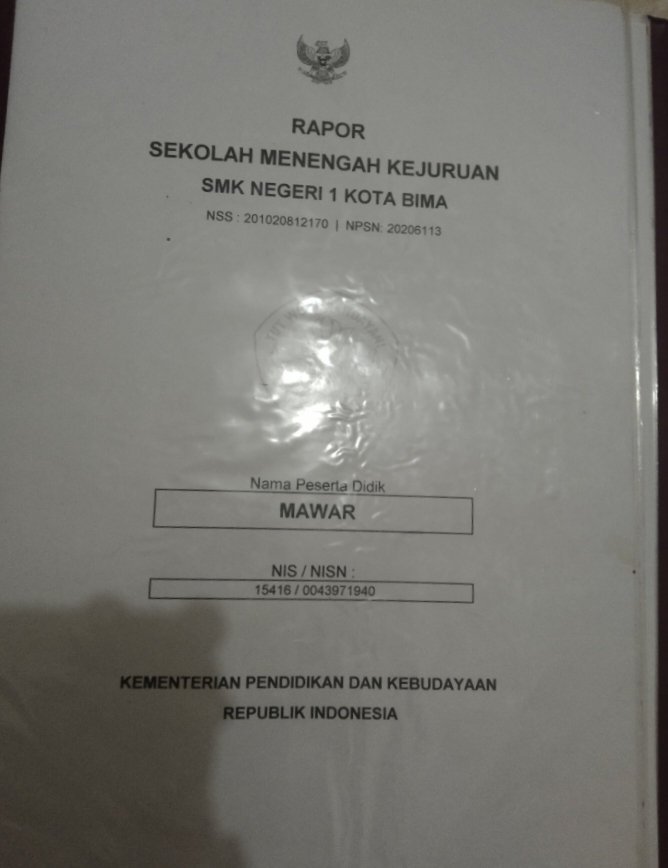 RAPOR
SEKOLAH MENENGAH KEJURUAN
SMK NEGERI 1 KOTA BIMA
NSS : 201020812170 | NPSN: 20206113
Nama Peserta Didik
MAWAR
NIS / NISN :
15416 / 0043971940
KEMENTERIAN PENDIDIKAN DAN KEBUDAYAAN
REPUBLIK INDONESIA